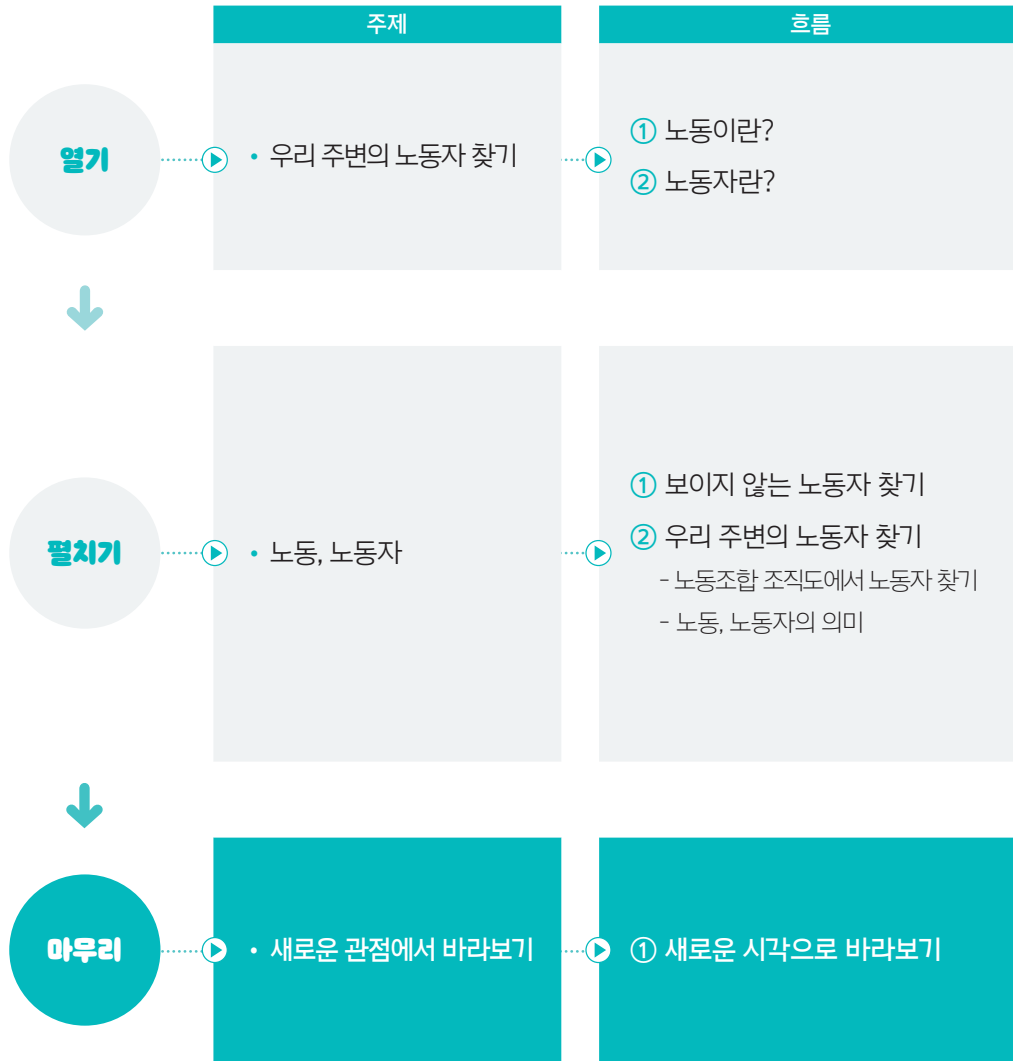 주제
흐름
열기
• 우리 주변의 노동자 찾기
① 노동이란?
② 노동자란?
펼치기
• 노동, 노동자
① 보이지 않는 노동자 찾기
② 우리 주변의 노동자 찾기
- 노동조합 조직도에서 노동자 찾기
- 노동, 노동자의 의미
마무리
• 새로운 관점에서 바라보기
① 새로운 시각으로 바라보기